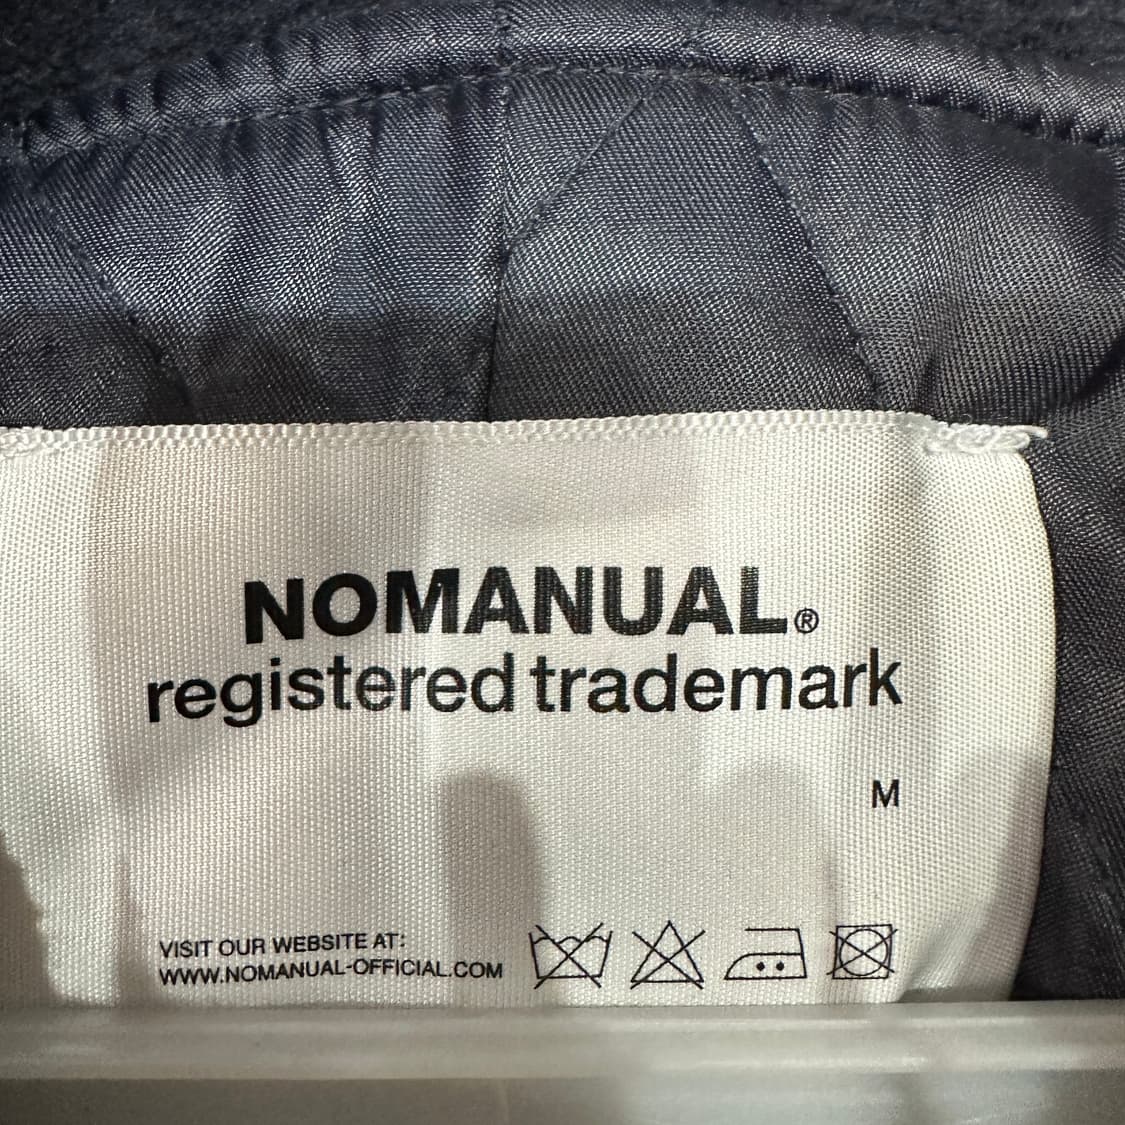 NOMANUAL®
registered trademark
M
VISIT OUR WEBSITE AT:
WWW.NOMANUAL-OFFICIAL.COM